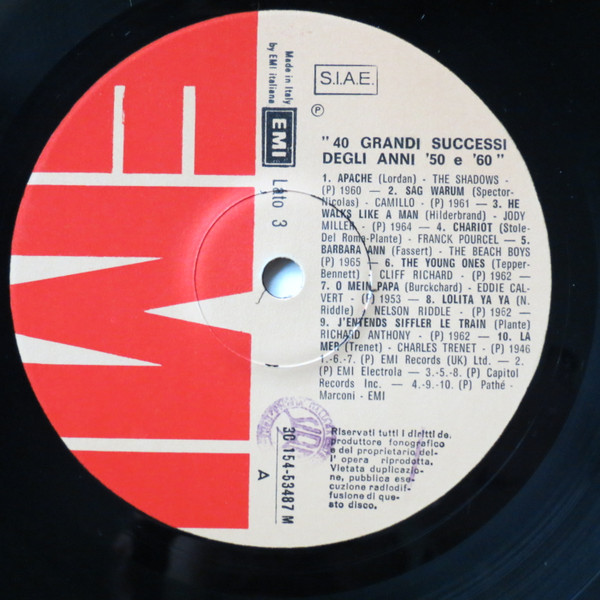 S.I.A.E.
Ⓟ
Made in Italy
by EMI italiana
EMI
Lato 3
" 40 GRANDI SUCCESSI
DEGLI ANNI '50 e '60 "
1. APACHE (Lordan) - THE SHADOWS -
(P) 1960 — 2. SAG WARUM (Spector-
Nicolas) - CAMILLO - (P) 1961 — 3. HE
WALKS LIKE A MAN (Hilderbrand) - JODY
MILLER - (P) 1964 — 4. CHARIOT (Stole-
Del Roma-Plante) - FRANCK POURCEL — 5.
BARBARA ANN (Fassert) - THE BEACH BOYS
(P) 1965 — 6. THE YOUNG ONES (Tepper-
Bennett) - CLIFF RICHARD - (P) 1962 —
7. O MEIN PAPA (Burckchard) - EDDIE CAL-
VERT - (P) 1953 — 8. LOLITA YA YA (N.
Riddle) - NELSON RIDDLE - (P) 1962 —
9. J'ENTENDS SIFFLER LE TRAIN (Plante)
RICHARD ANTHONY - (P) 1962 — 10. LA
MER (Trenet) - CHARLES TRENET - (P) 1946
1.-6.-7. (P) EMI Records (UK) Ltd. — 2.
(P) EMI Electrola — 3.-5.-8. (P) Capitol
Records Inc. — 4.-9.-10. (P) Pathé -
Marconi - EMI
Riservati tutti i diritti de.
produttore fonografico
e del proprietario del-
l' opera riprodotta.
Vietata duplicazio-
ne, pubblica ese-
cuzione radiodif-
fusione di que-
sto disco.
3C 154-53487 M
A
EMI